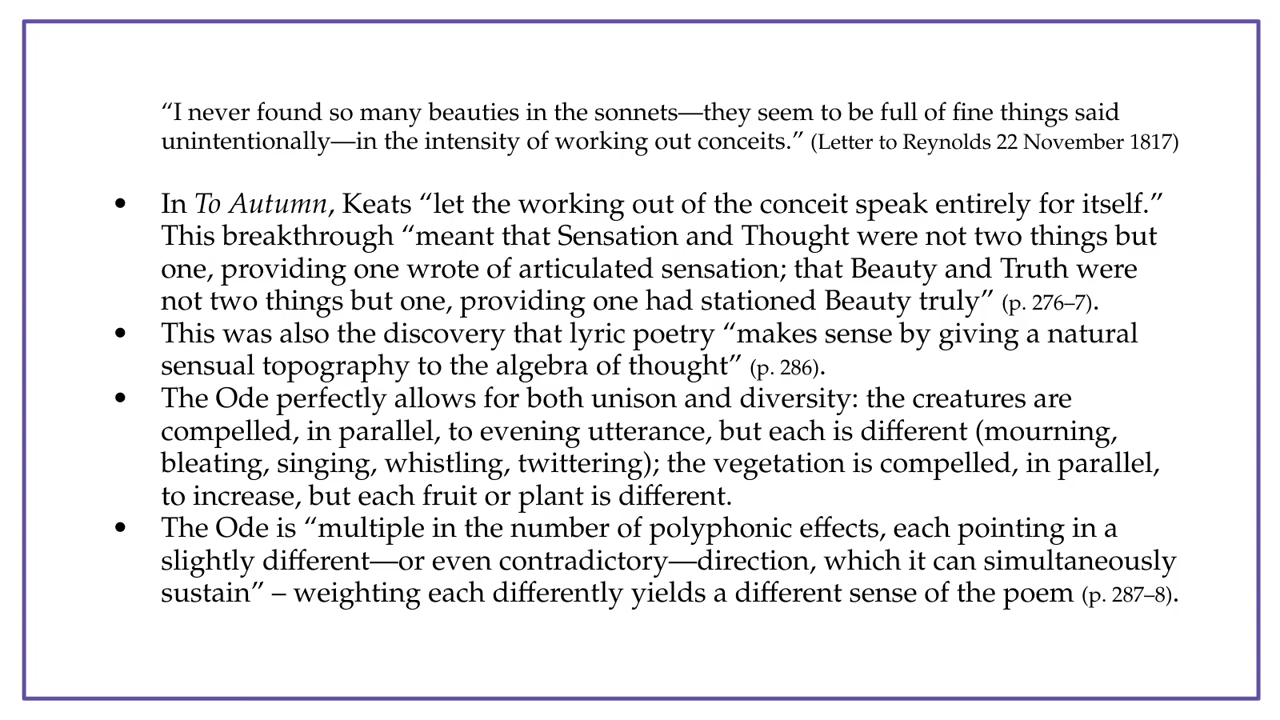 “I never found so many beauties in the sonnets—they seem to be full of fine things said
unintentionally—in the intensity of working out conceits.” (Letter to Reynolds 22 November 1817)
• In To Autumn, Keats “let the working out of the conceit speak entirely for itself.”
This breakthrough “meant that Sensation and Thought were not two things but
one, providing one wrote of articulated sensation; that Beauty and Truth were
not two things but one, providing one had stationed Beauty truly” (p. 276–7).
• This was also the discovery that lyric poetry “makes sense by giving a natural
sensual topography to the algebra of thought” (p. 286).
• The Ode perfectly allows for both unison and diversity: the creatures are
compelled, in parallel, to evening utterance, but each is different (mourning,
bleating, singing, whistling, twittering); the vegetation is compelled, in parallel,
to increase, but each fruit or plant is different.
• The Ode is “multiple in the number of polyphonic effects, each pointing in a
slightly different—or even contradictory—direction, which it can simultaneously
sustain” – weighting each differently yields a different sense of the poem (p. 287–8).